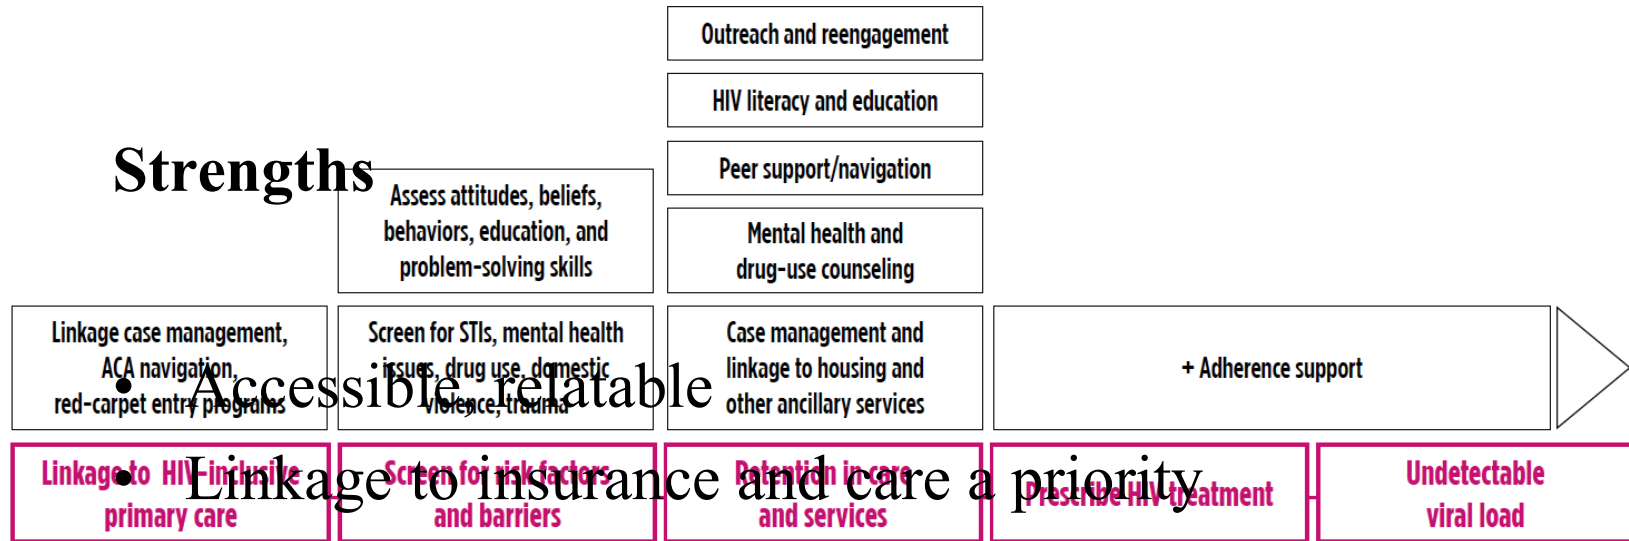 Outreach and reengagement
HIV literacy and education
Peer support/navigation
Strengths
Assess attitudes, beliefs,
behaviors, education, and
problem-solving skills
Mental health and
drug-use counseling
Linkage case management,
ACA navigation,
red-carpet entry programs
Screen for STIs, mental health
issues, drug use, domestic
violence, trauma
Case management and
linkage to housing and
other ancillary services
+ Adherence support
• Accessible, relatable
Linkage to HIV-inclusive
primary care
Screen for risk factors
and barriers
Retention in care
and services
Prescribe HIV treatment
Undetectable
viral load
• Linkage to insurance and care a priority